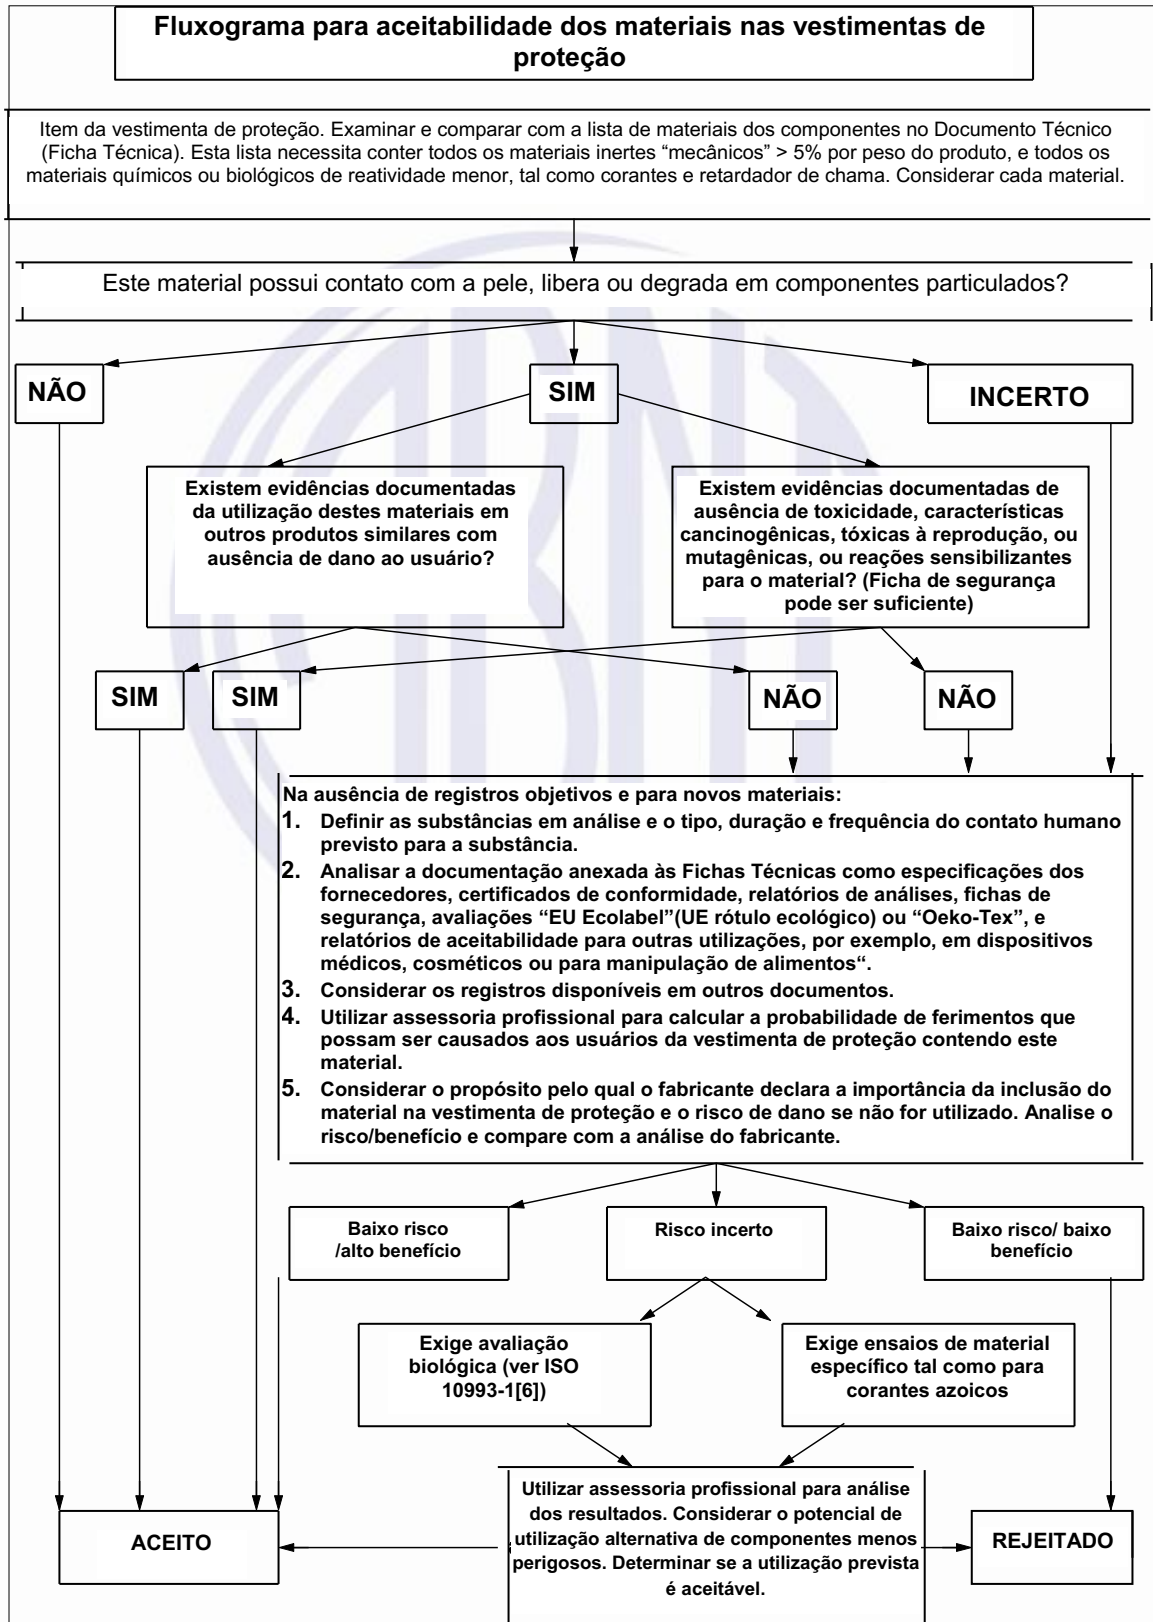 Fluxograma para aceitabilidade dos materiais nas vestimentas de
proteção
Item da vestimenta de proteção. Examinar e comparar com a lista de materiais dos componentes no Documento Técnico
(Ficha Técnica). Esta lista necessita conter todos os materiais inertes “mecânicos” > 5% por peso do produto, e todos os
materiais químicos ou biológicos de reatividade menor, tal como corantes e retardador de chama. Considerar cada material.
Este material possui contato com a pele, libera ou degrada em componentes particulados?
NÃO
SIM
INCERTO
Existem evidências documentadas
da utilização destes materiais em
outros produtos similares com
ausência de dano ao usuário?
Existem evidências documentadas de
ausência de toxicidade, características
cancinogênicas, tóxicas à reprodução, ou
mutagênicas, ou reações sensibilizantes
para o material? (Ficha de segurança
pode ser suficiente)
SIM
SIM
NÃO
NÃO
Na ausência de registros objetivos e para novos materiais:
1. Definir as substâncias em análise e o tipo, duração e frequência do contato humano
previsto para a substância.
2. Analisar a documentação anexada às Fichas Técnicas como especificações dos
fornecedores, certificados de conformidade, relatórios de análises, fichas de
segurança, avaliações “EU Ecolabel”(UE rótulo ecológico) ou “Oeko-Tex”, e
relatórios de aceitabilidade para outras utilizações, por exemplo, em dispositivos
médicos, cosméticos ou para manipulação de alimentos“.
3. Considerar os registros disponíveis em outros documentos.
4. Utilizar assessoria profissional para calcular a probabilidade de ferimentos que
possam ser causados aos usuários da vestimenta de proteção contendo este
material.
5. Considerar o propósito pelo qual o fabricante declara a importância da inclusão do
material na vestimenta de proteção e o risco de dano se não for utilizado. Analise o
risco/benefício e compare com a análise do fabricante.
Baixo risco
/alto benefício
Risco incerto
Baixo risco/ baixo
benefício
Exige avaliação
biológica (ver ISO
10993-1[6])
Exige ensaios de material
específico tal como para
corantes azoicos
Utilizar assessoria profissional para análise
dos resultados. Considerar o potencial de
utilização alternativa de componentes menos
perigosos. Determinar se a utilização prevista
é aceitável.
ACEITO
REJEITADO
ABNT